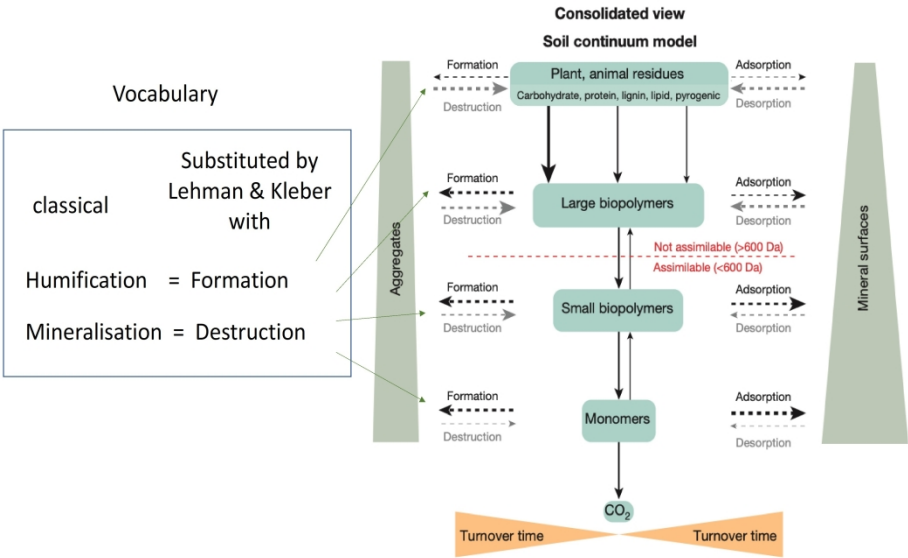 Consolidated view
Soil continuum model
Vocabulary
classical
Substituted by
Lehman & Kleber
with
Humification = Formation
Mineralisation = Destruction
Aggregates
Formation
Destruction
Plant, animal residues
Carbohydrate, protein, lignin, lipid, pyrogenic
Adsorption
Desorption
Formation
Destruction
Large biopolymers
Adsorption
Desorption
Not assimilable (>600 Da)
Assimilable (<600 Da)
Formation
Destruction
Small biopolymers
Adsorption
Desorption
Formation
Destruction
Monomers
Adsorption
Desorption
Mineral surfaces
CO₂
Turnover time
Turnover time